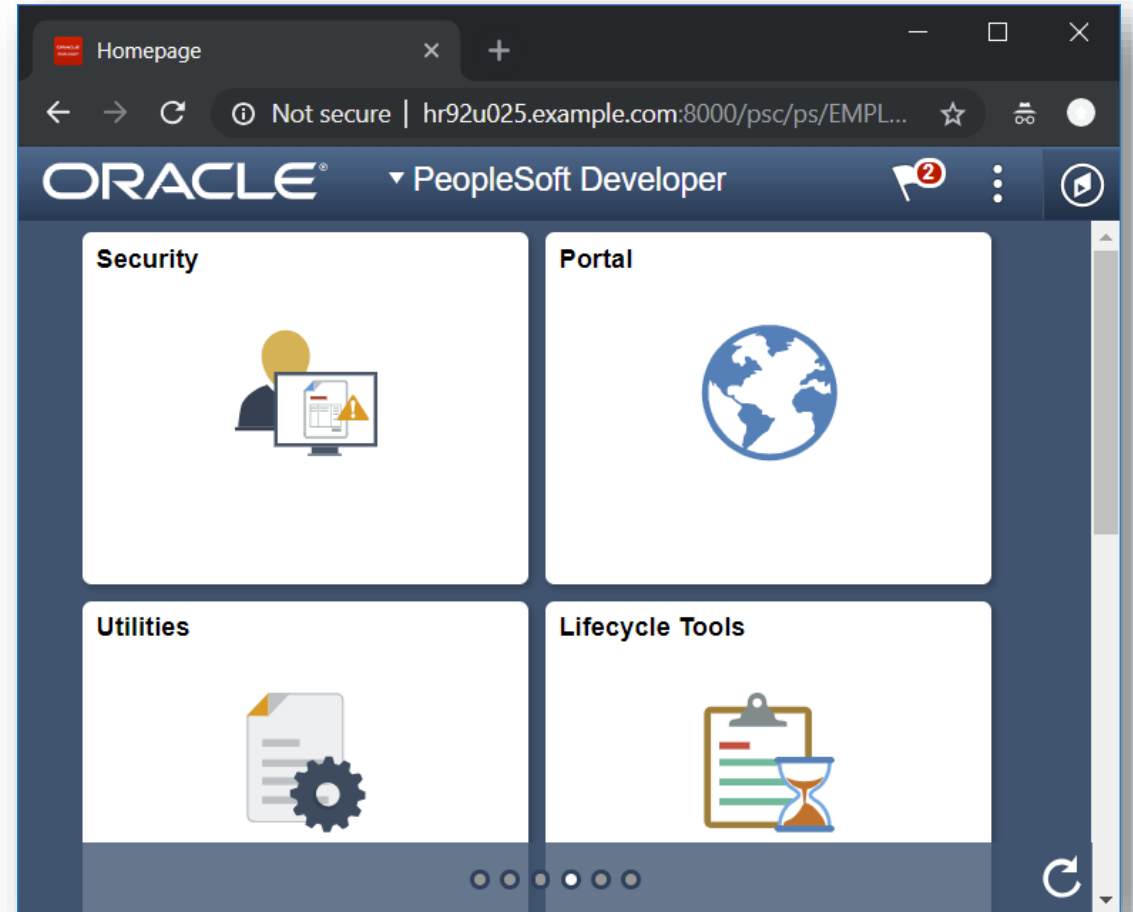 Homepage
Not secure | hr92u025.example.com:8000/psc/ps/EMPL...
ORACLE® PeopleSoft Developer 2
Security Portal
Utilities Lifecycle Tools